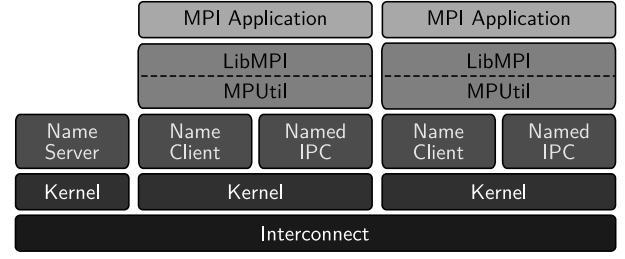 MPI Application MPI Application
LibMPI LibMPI
MPUtil MPUtil
Name Name Named Name Named
Server Client IPC Client IPC
Kernel Kernel Kernel
Interconnect